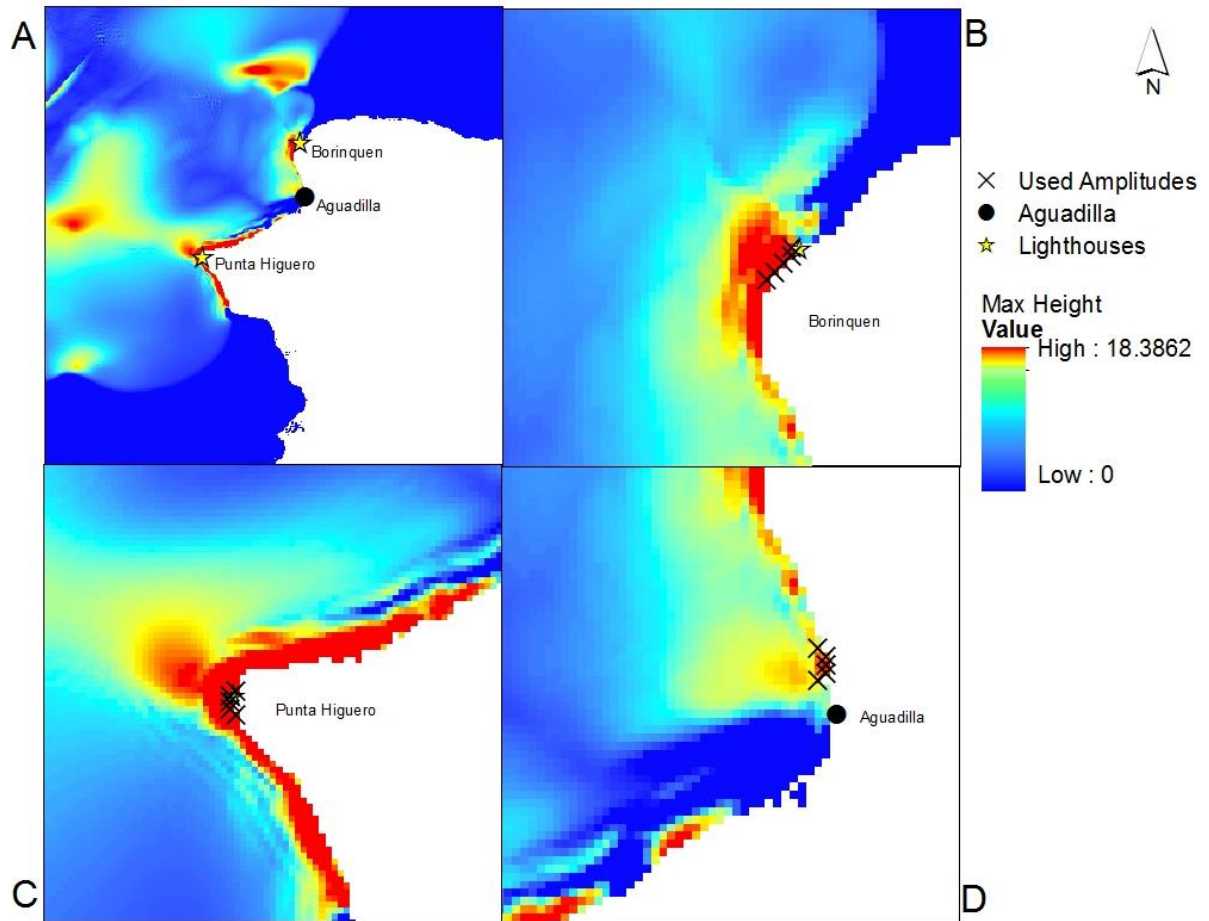 A
B
N
Borinquen
Aguadilla
Punta Higuero
Borinquen
Used Amplitudes
Aguadilla
Lighthouses
Max Height
Value
High : 18.3862
Low : 0
Punta Higuero
Aguadilla
C
D